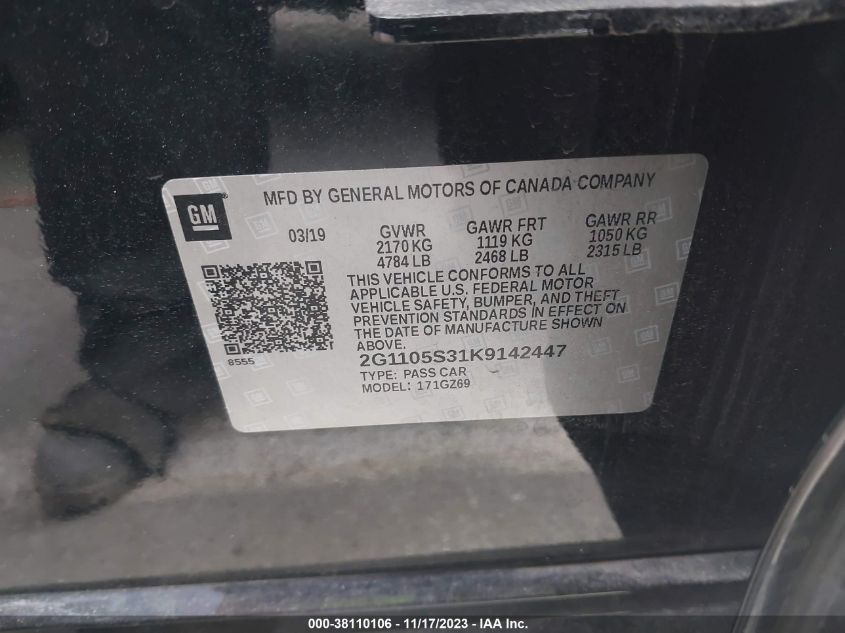 MFD BY GENERAL MOTORS OF CANADA COMPANY
GM
03/19 GVWR GAWR FRT GAWR RR
2170 KG 1119 KG 1050 KG
4784 LB 2468 LB 2315 LB
THIS VEHICLE CONFORMS TO ALL
APPLICABLE U.S. FEDERAL MOTOR
VEHICLE SAFETY, BUMPER, AND THEFT
PREVENTION STANDARDS IN EFFECT ON
THE DATE OF MANUFACTURE SHOWN
ABOVE.
8555
2G1105S31K9142447
TYPE: PASS CAR
MODEL: 171GZ69
000-38110106 - 11/17/2023 - IAA Inc.